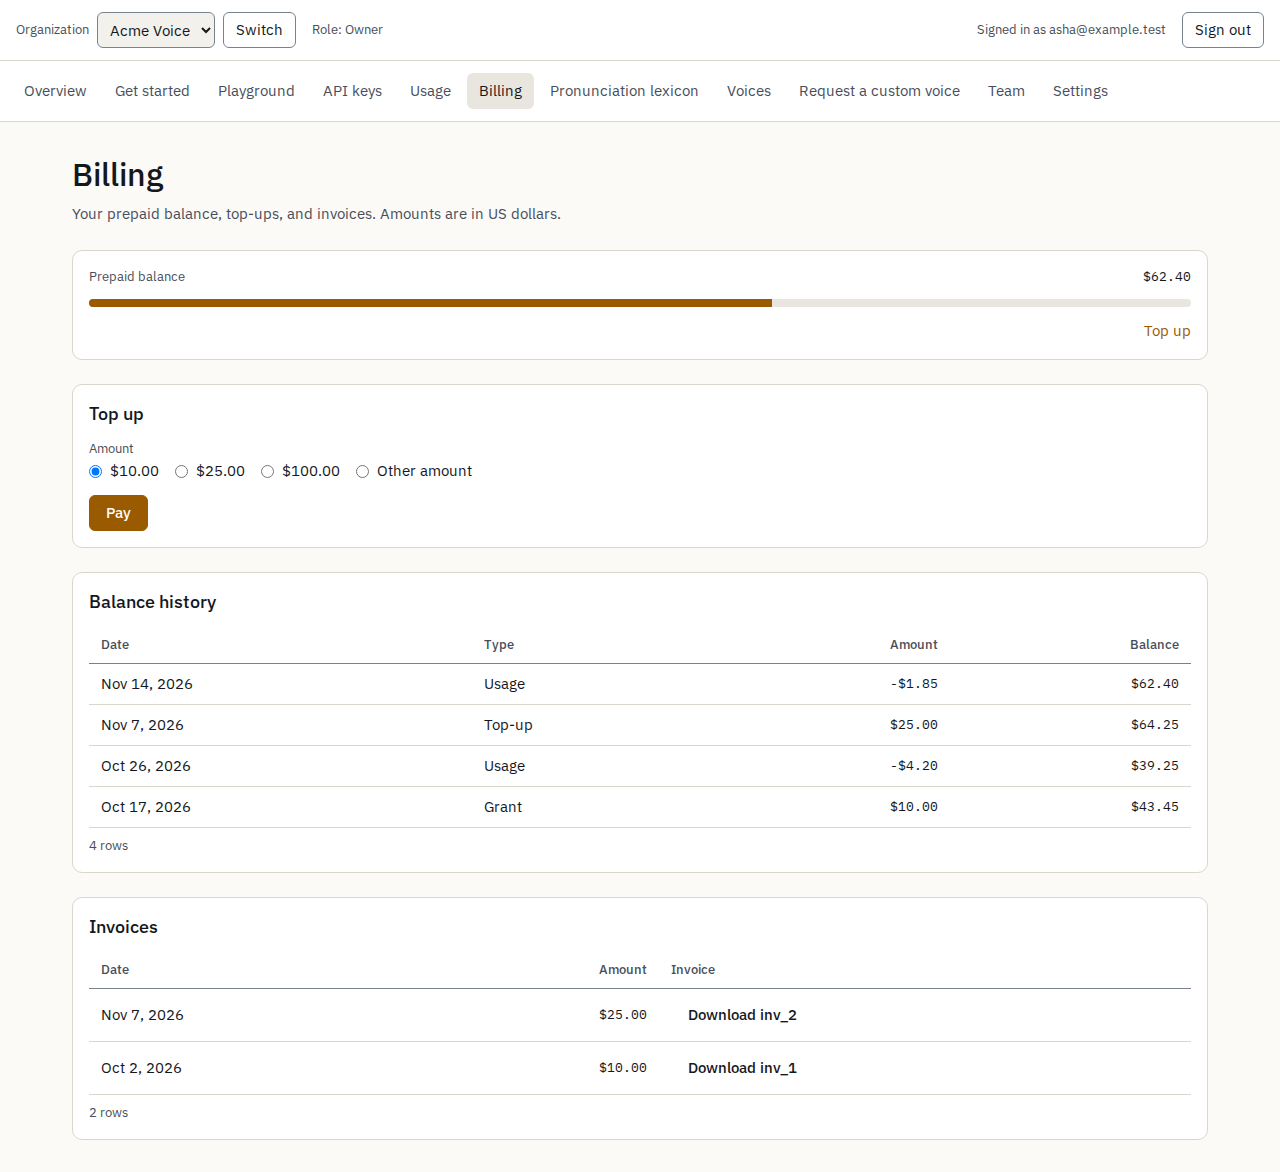 Organization Acme Voice Switch Role: Owner Signed in as asha@example.test Sign out
Overview Get started Playground API keys Usage Billing Pronunciation lexicon Voices Request a custom voice Team Settings
Billing
Your prepaid balance, top-ups, and invoices. Amounts are in US dollars.
Prepaid balance $62.40
Top up
Top up
Amount
$10.00 $25.00 $100.00 Other amount
Pay
Balance history
Date Type Amount Balance
Nov 14, 2026 Usage -$1.85 $62.40
Nov 7, 2026 Top-up $25.00 $64.25
Oct 26, 2026 Usage -$4.20 $39.25
Oct 17, 2026 Grant $10.00 $43.45
4 rows
Invoices
Date Amount Invoice
Nov 7, 2026 $25.00 Download inv_2
Oct 2, 2026 $10.00 Download inv_1
2 rows